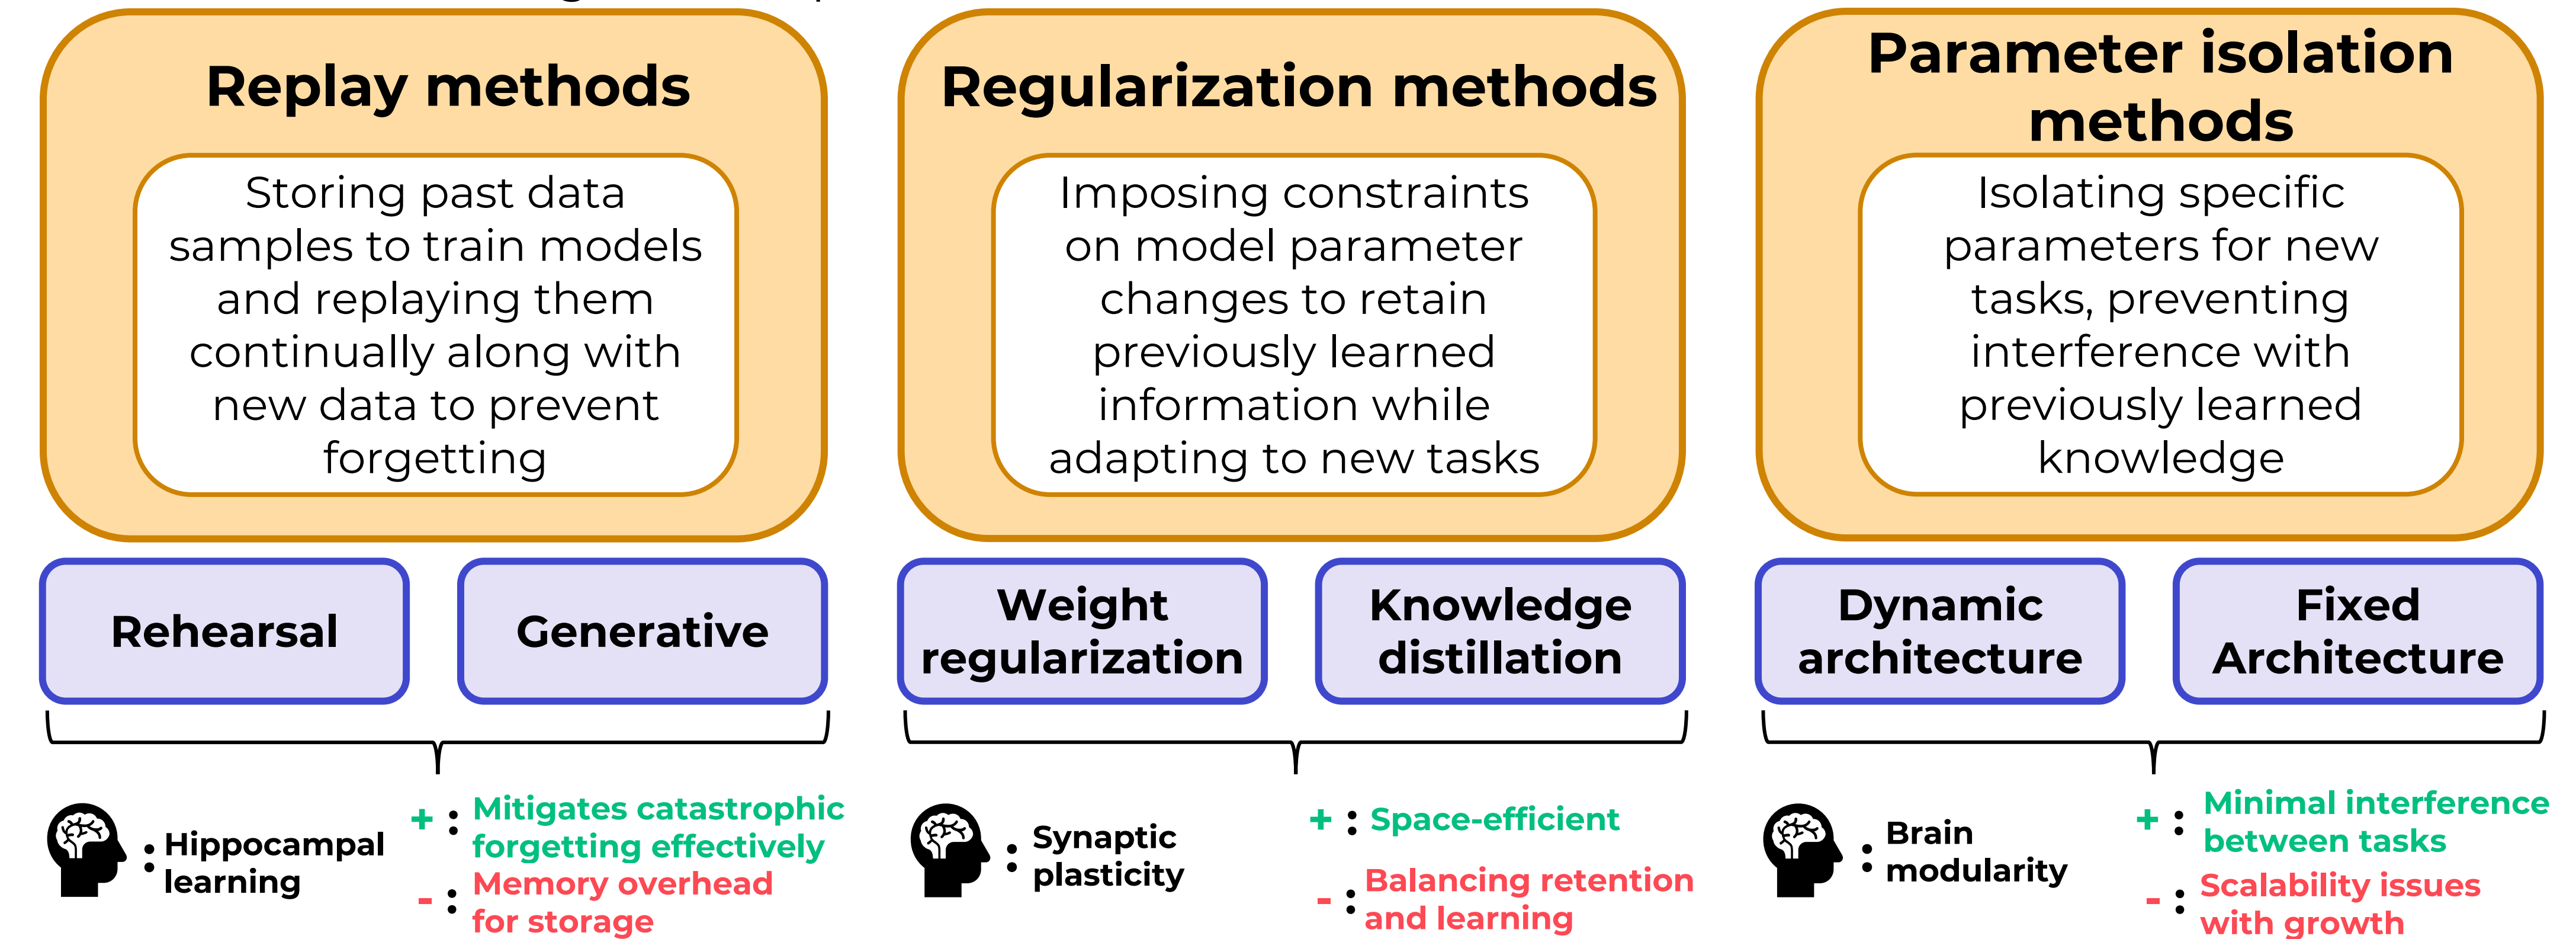 Replay methods
Storing past data
samples to train models
and replaying them
continually along with
new data to prevent
forgetting
Rehearsal
Generative
: Hippocampal
learning
+ : Mitigates catastrophic
forgetting effectively
- : Memory overhead
for storage
Regularization methods
Imposing constraints
on model parameter
changes to retain
previously learned
information while
adapting to new tasks
Weight
regularization
Knowledge
distillation
: Synaptic
plasticity
+ : Space-efficient
- : Balancing retention
and learning
Parameter isolation
methods
Isolating specific
parameters for new
tasks, preventing
interference with
previously learned
knowledge
Dynamic
architecture
Fixed
Architecture
: Brain
modularity
+ : Minimal interference
between tasks
- : Scalability issues
with growth